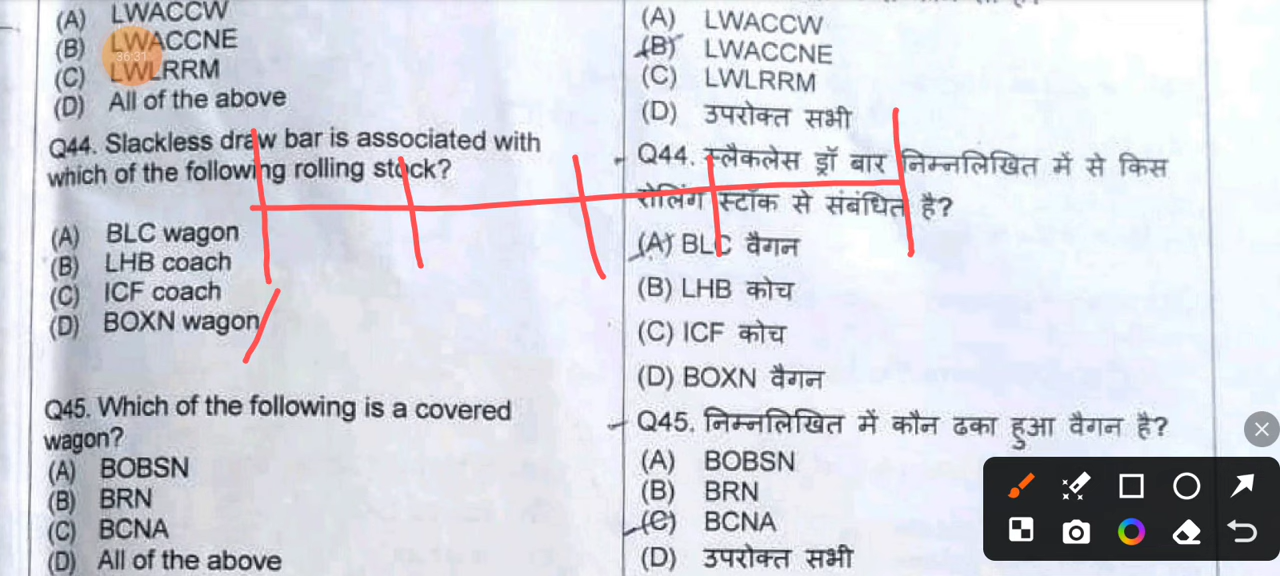 (A) LWACCW
(B) LWACCNE
36:31
(C) LWLRRM
(D) All of the above
Q44. Slackless draw bar is associated with
which of the following rolling stock?
(A) BLC wagon
(B) LHB coach
(C) ICF coach
(D) BOXN wagon
Q45. Which of the following is a covered
wagon?
(A) BOBSN
(B) BRN
(C) BCNA
(D) All of the above
(A) LWACCW
(B) LWACCNE
(C) LWLRRM
(D) उपरोक्त सभी
Q44. स्लैकलेस ड्रॉ बार निम्नलिखित में से किस
रोलिंग स्टॉक से संबंधित है?
(A) BLC वैगन
(B) LHB कोच
(C) ICF कोच
(D) BOXN वैगन
Q45. निम्नलिखित में कौन ढका हुआ वैगन है?
(A) BOBSN
(B) BRN
(C) BCNA
(D) उपरोक्त सभी